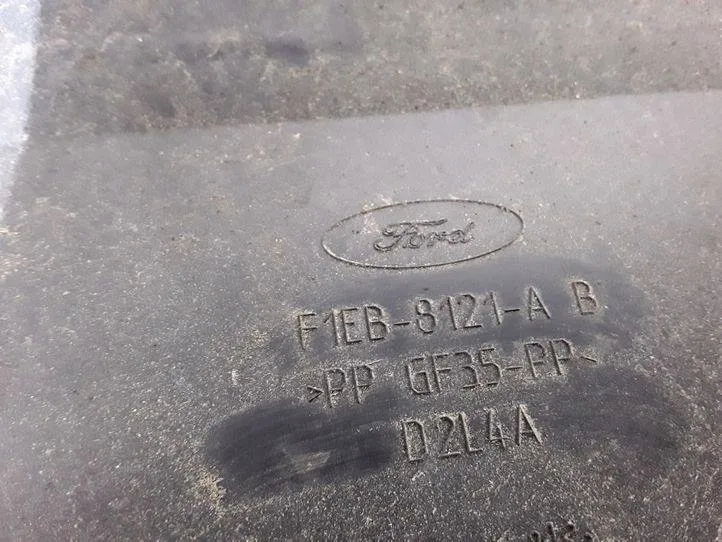 Ford
F1EB-8121-A B
>PP GF35-PP<
D2L4A